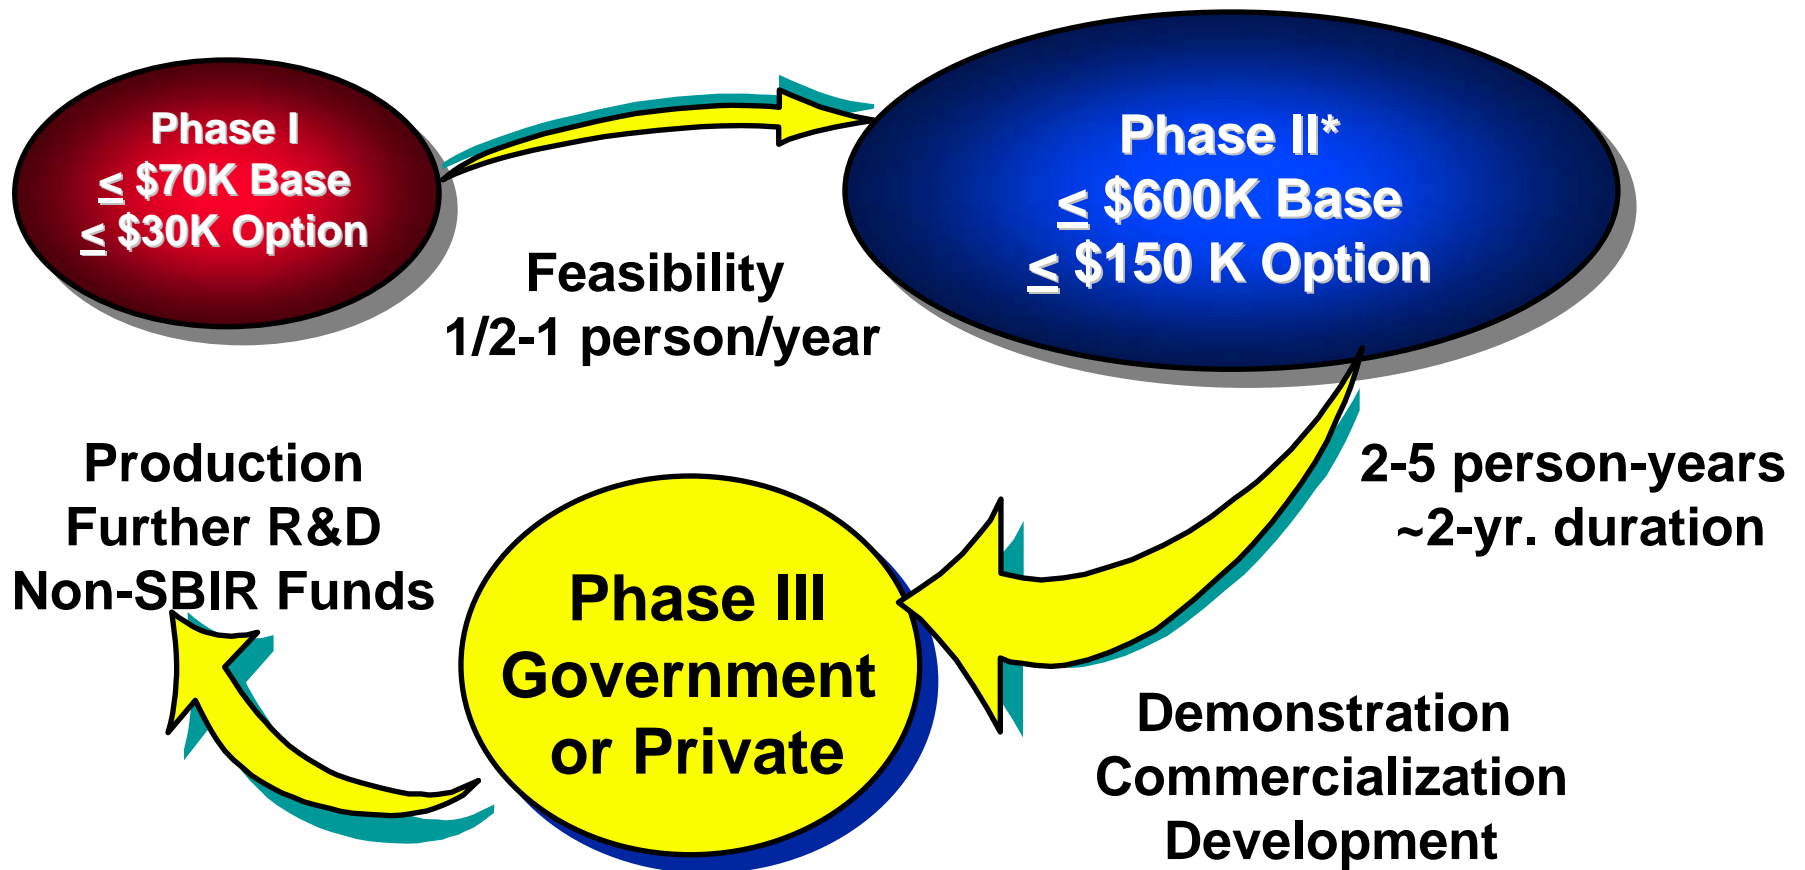 Phase I
≤ $70K Base
≤ $30K Option
Feasibility
1/2-1 person/year
Phase II*
≤ $600K Base
≤ $150 K Option
2-5 person-years
~2-yr. duration
Demonstration
Commercialization
Development
Phase III
Government
or Private
Production
Further R&D
Non-SBIR Funds